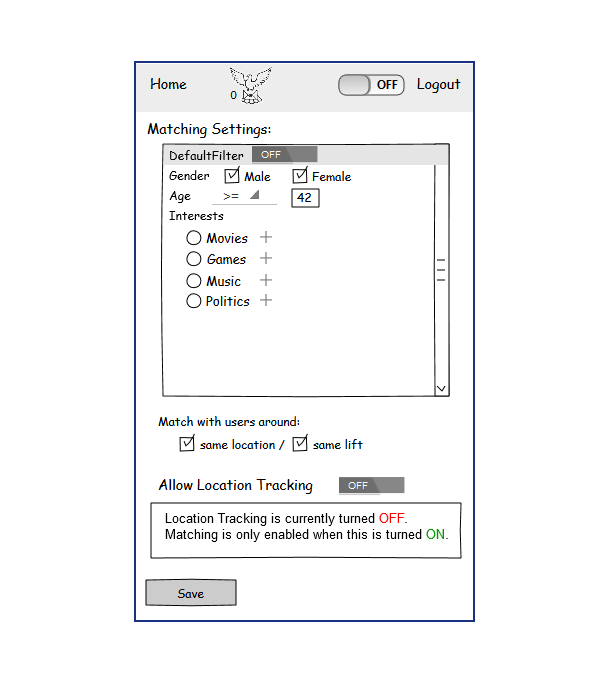 Home 0 OFF Logout
Matching Settings:
DefaultFilter OFF
Gender Male Female
Age >= 42
Interests
Movies
Games
Music
Politics
Match with users around:
same location / same lift
Allow Location Tracking OFF
Location Tracking is currently turned OFF.
Matching is only enabled when this is turned ON.
Save